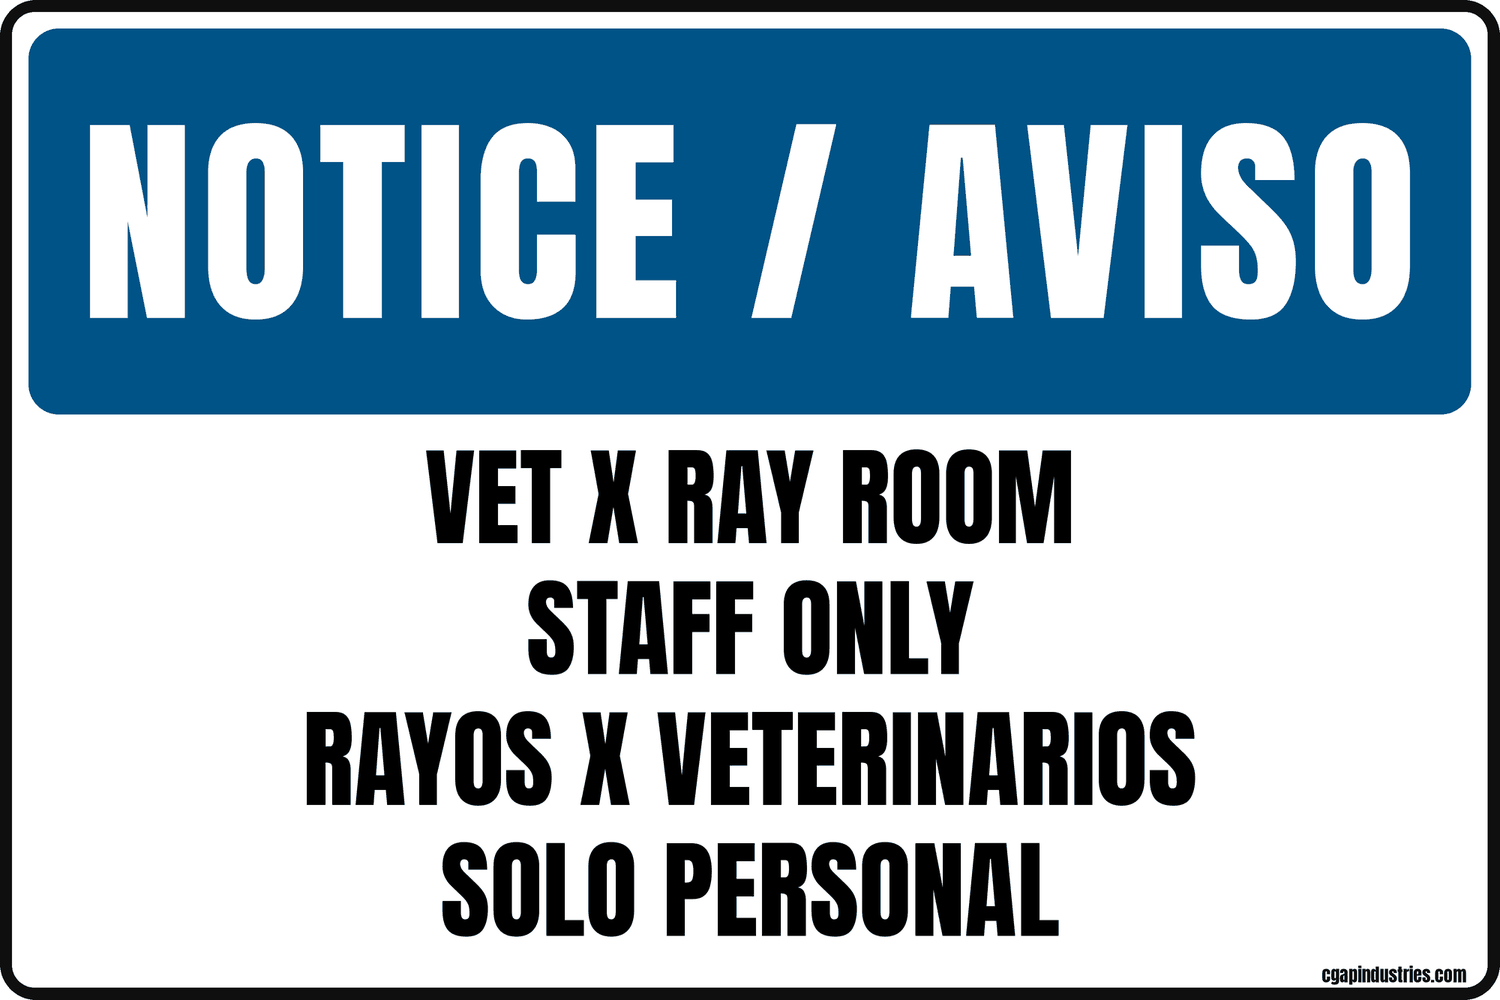 NOTICE / AVISO
VET X RAY ROOM
STAFF ONLY
RAYOS X VETERINARIOS
SOLO PERSONAL
cgapindustries.com